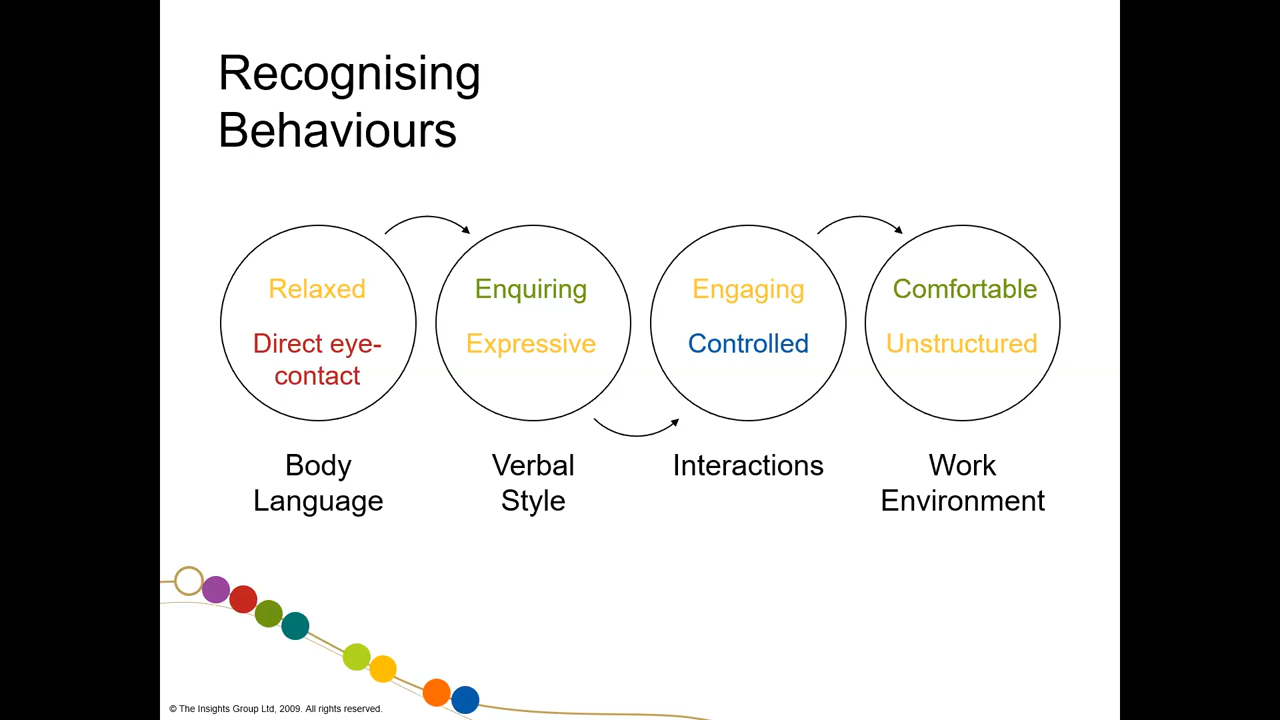 Recognising
Behaviours
Relaxed
Direct eye-
contact
Enquiring
Expressive
Engaging
Controlled
Comfortable
Unstructured
Body
Language
Verbal
Style
Interactions
Work
Environment
© The Insights Group Ltd, 2009. All rights reserved.